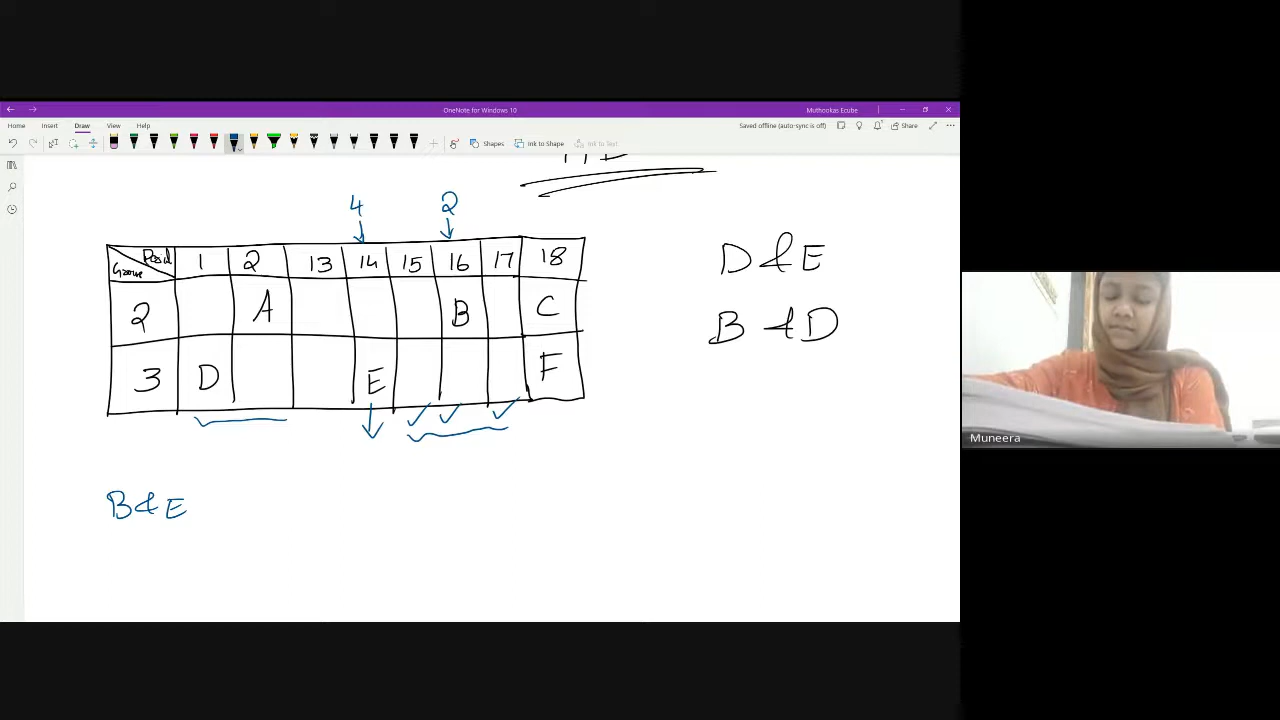 OneNote for Windows 10
Muthookas Ecube
Home Insert Draw View Help
Saved offline (auto-sync is off)
Share
Shapes
Ink to Shape
Ink to Text
4 2
1 2 13 14 15 16 17 18
2 A B C
3 D E F
D & E
B & D
B & E
Muneera